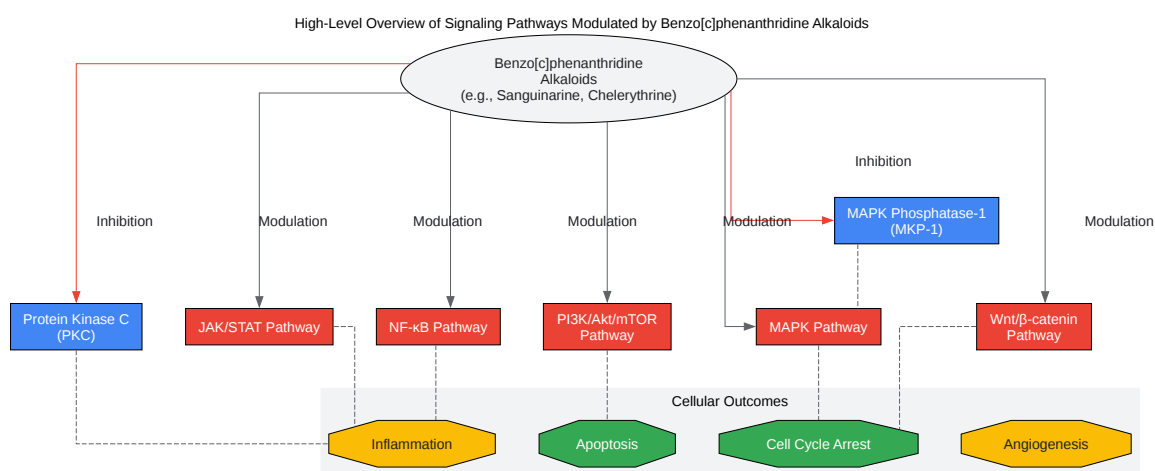 High-Level Overview of Signaling Pathways Modulated by Benzo[c]phenanthridine Alkaloids
Benzo[c]phenanthridine
Alkaloids
(e.g., Sanguinarine, Chelerythrine)
Inhibition
Inhibition
Modulation
Modulation
Modulation
Modulation
MAPK Phosphatase-1
(MKP-1)
Modulation
Protein Kinase C
(PKC)
JAK/STAT Pathway
NF-κB Pathway
PI3K/Akt/mTOR
Pathway
MAPK Pathway
Wnt/β-catenin
Pathway
Cellular Outcomes
Inflammation
Apoptosis
Cell Cycle Arrest
Angiogenesis